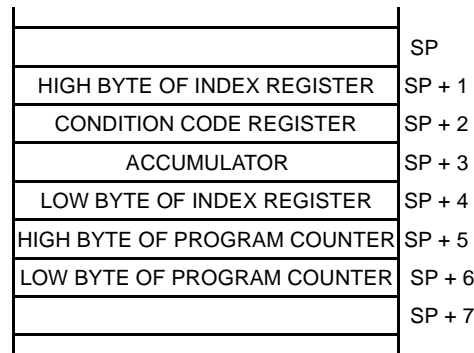 SP
HIGH BYTE OF INDEX REGISTER SP + 1
CONDITION CODE REGISTER SP + 2
ACCUMULATOR SP + 3
LOW BYTE OF INDEX REGISTER SP + 4
HIGH BYTE OF PROGRAM COUNTER SP + 5
LOW BYTE OF PROGRAM COUNTER SP + 6
SP + 7